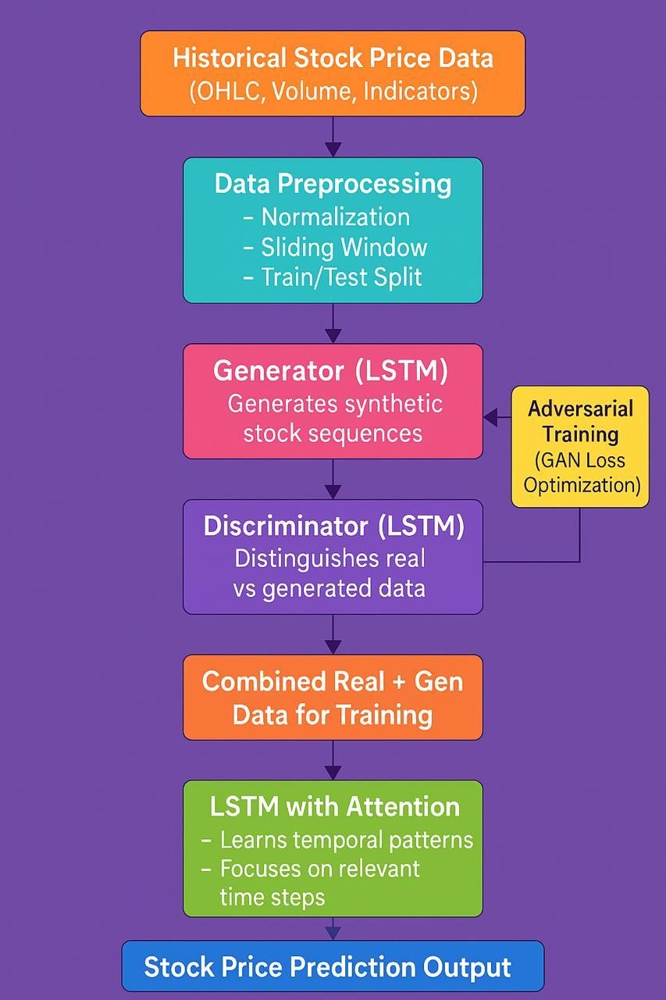 Historical Stock Price Data
(OHLC, Volume, Indicators)
Data Preprocessing
– Normalization
– Sliding Window
– Train/Test Split
Generator (LSTM)
Generates synthetic
stock sequences
Adversarial
Training
(GAN Loss
Optimization)
Discriminator (LSTM)
Distinguishes real
vs generated data
Combined Real + Gen
Data for Training
LSTM with Attention
– Learns temporal patterns
– Focuses on relevant
time steps
Stock Price Prediction Output